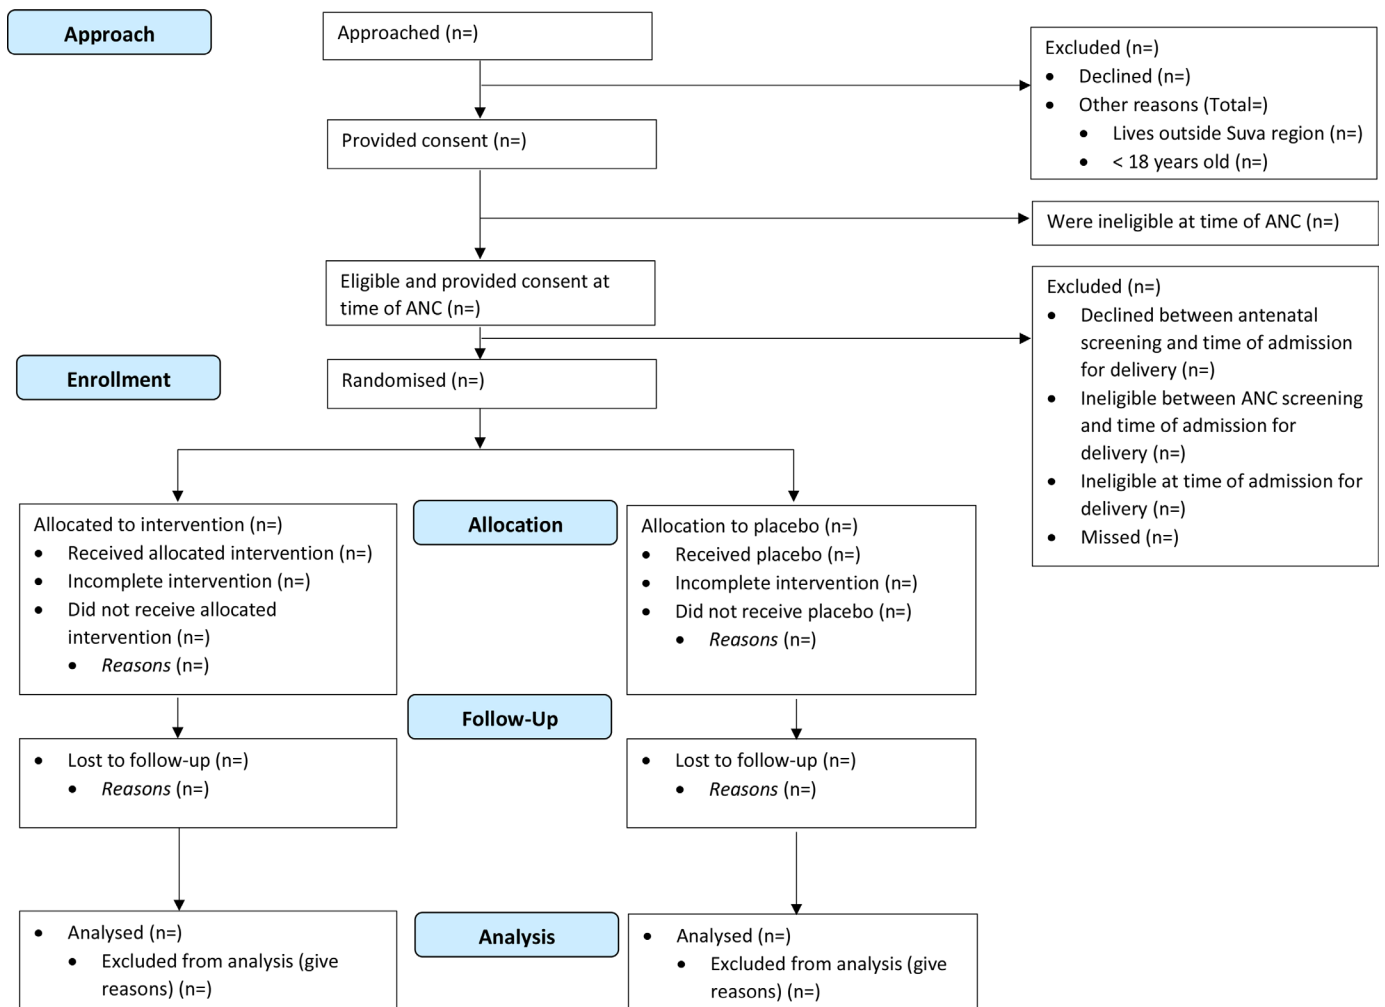 Approach
Approached (n=)
Excluded (n=)
• Declined (n=)
• Other reasons (Total=)
• Lives outside Suva region (n=)
• < 18 years old (n=)
Provided consent (n=)
Were ineligible at time of ANC (n=)
Eligible and provided consent at
time of ANC (n=)
Excluded (n=)
• Declined between antenatal
screening and time of admission
for delivery (n=)
• Ineligible between ANC screening
and time of admission for
delivery (n=)
• Ineligible at time of admission for
delivery (n=)
• Missed (n=)
Enrollment
Randomised (n=)
Allocated to intervention (n=)
• Received allocated intervention (n=)
• Incomplete intervention (n=)
• Did not receive allocated
intervention (n=)
• Reasons (n=)
Allocation
Allocation to placebo (n=)
• Received placebo (n=)
• Incomplete intervention (n=)
• Did not receive placebo (n=)
• Reasons (n=)
Follow-Up
• Lost to follow-up (n=)
• Reasons (n=)
• Lost to follow-up (n=)
• Reasons (n=)
• Analysed (n=)
• Excluded from analysis (give
reasons) (n=)
Analysis
• Analysed (n=)
• Excluded from analysis (give
reasons) (n=)